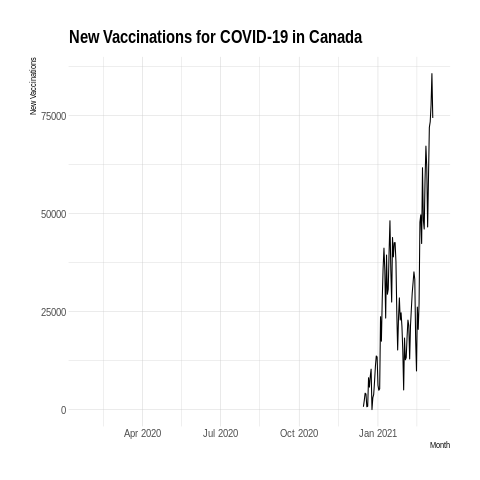 New Vaccinations for COVID-19 in Canada
New Vaccinations
75000
50000
25000
0
Apr 2020 Jul 2020 Oct 2020 Jan 2021
Month